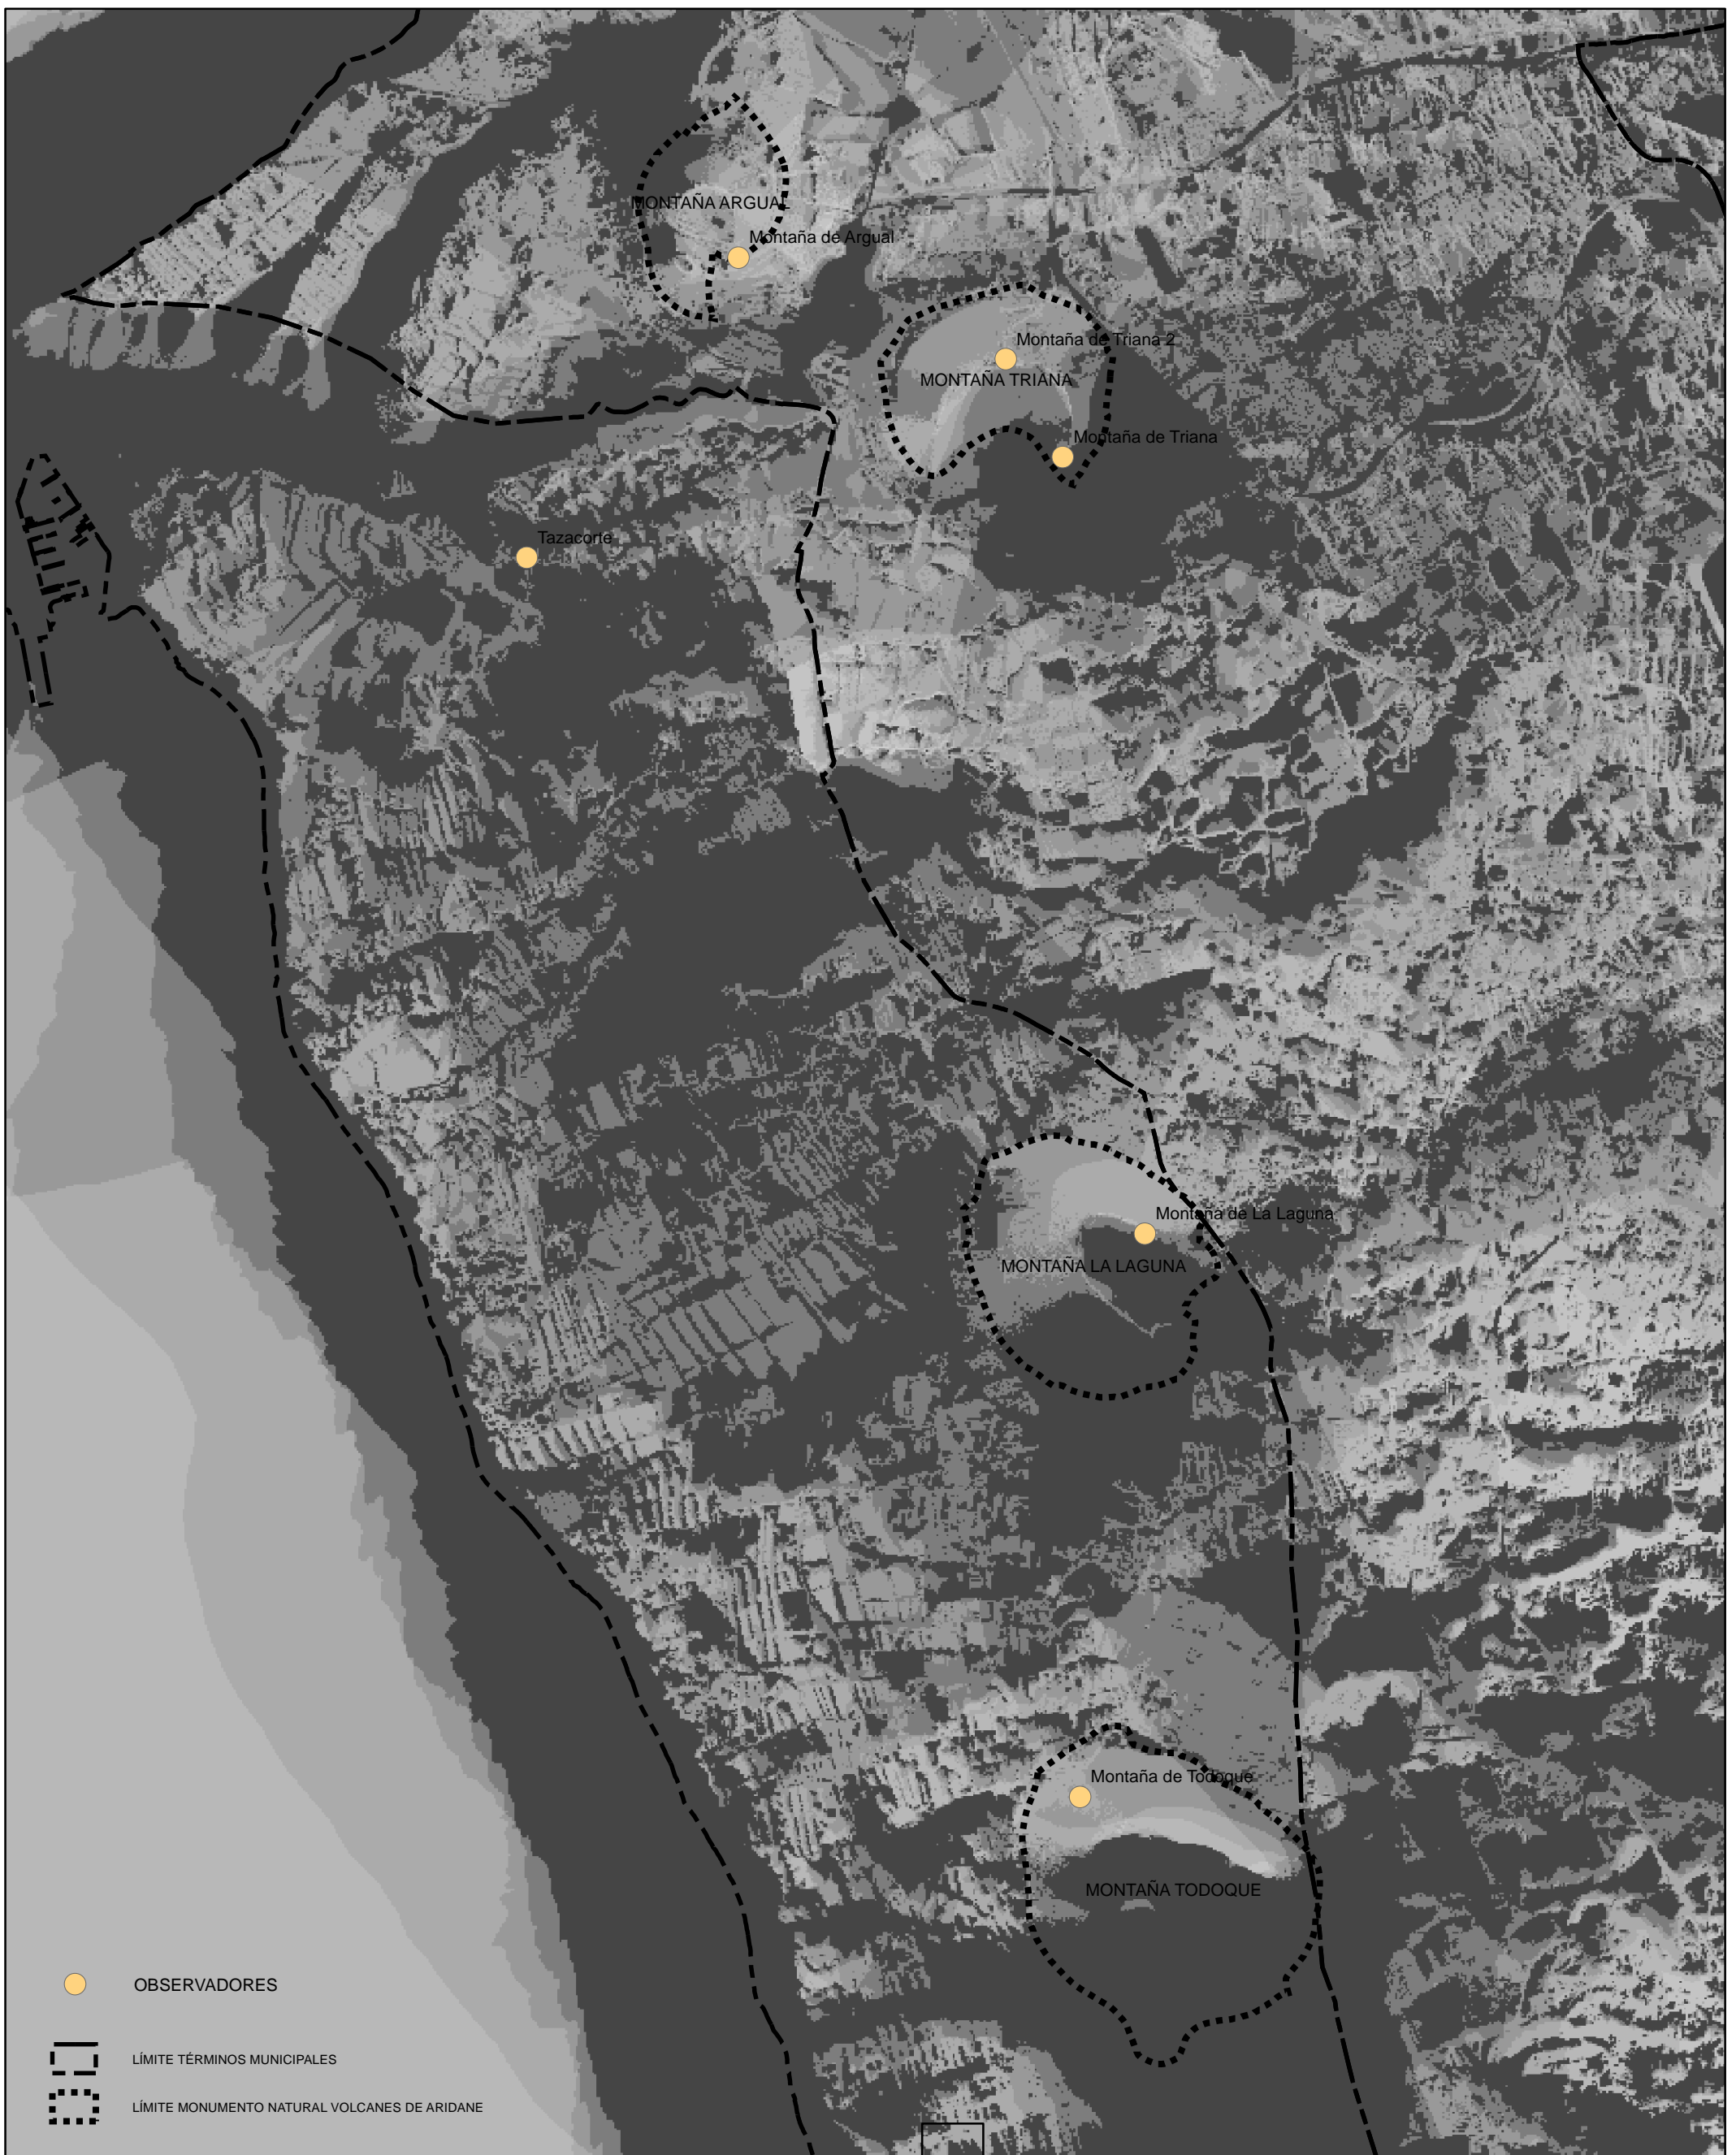 MONTAÑA ARGUAL
Montaña de Argual
Montaña de Triana 2
MONTAÑA TRIANA
Montaña de Triana
Tazacorte
Montaña de La Laguna
MONTAÑA LA LAGUNA
Montaña de Todoque
MONTAÑA TODOQUE
OBSERVADORES
LÍMITE TÉRMINOS MUNICIPALES
LÍMITE MONUMENTO NATURAL VOLCANES DE ARIDANE